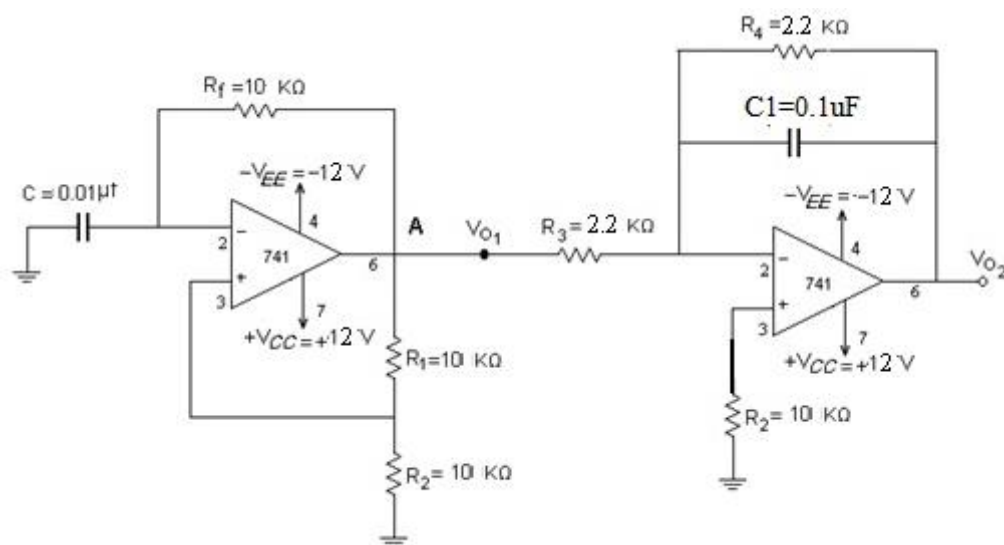 R4 = 2.2 KΩ
Rf = 10 KΩ
C1=0.1uF
C = 0.01µf
−VEE = −12 V
4
−
2
741
+
3
6
7
+VCC = +12 V
A
VO1
R3 = 2.2 KΩ
R1 = 10 KΩ
R2 = 10 KΩ
−VEE = −12 V
4
−
2
741
+
3
6
7
+VCC = +12 V
VO2
R2 = 10 KΩ